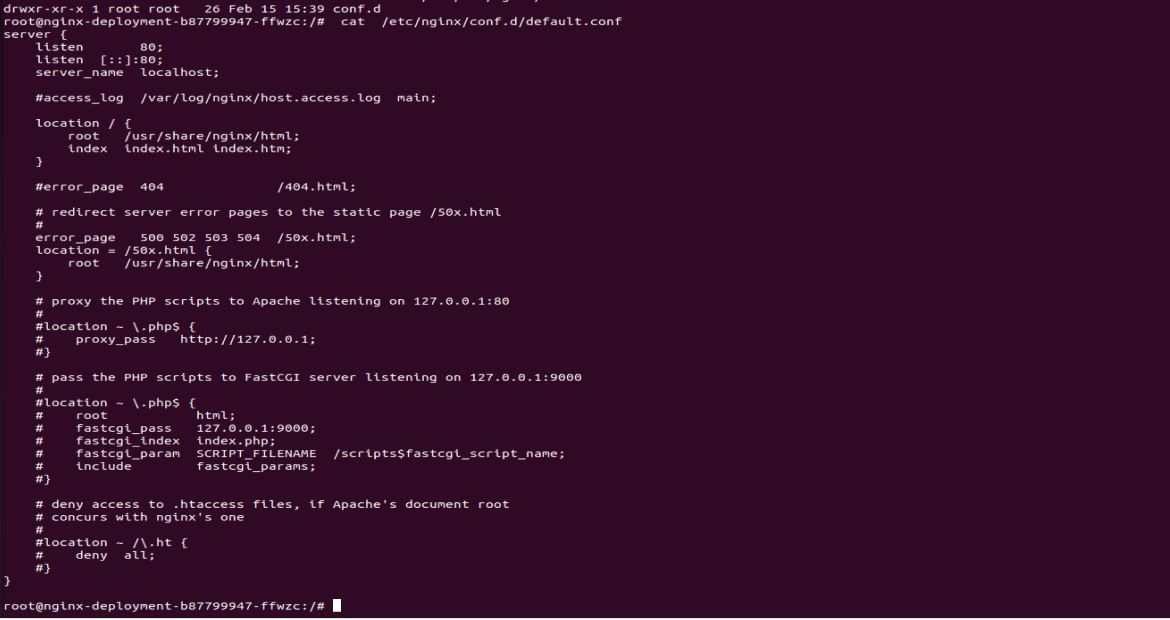 drwxr-xr-x 1 root root   26 Feb 15 15:39 conf.d
root@nginx-deployment-b87799947-ffwzc:/#  cat  /etc/nginx/conf.d/default.conf
server {
    listen       80;
    listen  [::]:80;
    server_name  localhost;

    #access_log  /var/log/nginx/host.access.log  main;

    location / {
        root   /usr/share/nginx/html;
        index  index.html index.htm;
    }

    #error_page  404              /404.html;

    # redirect server error pages to the static page /50x.html
    #
    error_page   500 502 503 504  /50x.html;
    location = /50x.html {
        root   /usr/share/nginx/html;
    }

    # proxy the PHP scripts to Apache listening on 127.0.0.1:80
    #
    #location ~ \.php$ {
    #    proxy_pass   http://127.0.0.1;
    #}

    # pass the PHP scripts to FastCGI server listening on 127.0.0.1:9000
    #
    #location ~ \.php$ {
    #    root           html;
    #    fastcgi_pass   127.0.0.1:9000;
    #    fastcgi_index  index.php;
    #    fastcgi_param  SCRIPT_FILENAME  /scripts$fastcgi_script_name;
    #    include        fastcgi_params;
    #}

    # deny access to .htaccess files, if Apache's document root
    # concurs with nginx's one
    #
    #location ~ /\.ht {
    #    deny  all;
    #}
}

root@nginx-deployment-b87799947-ffwzc:/#